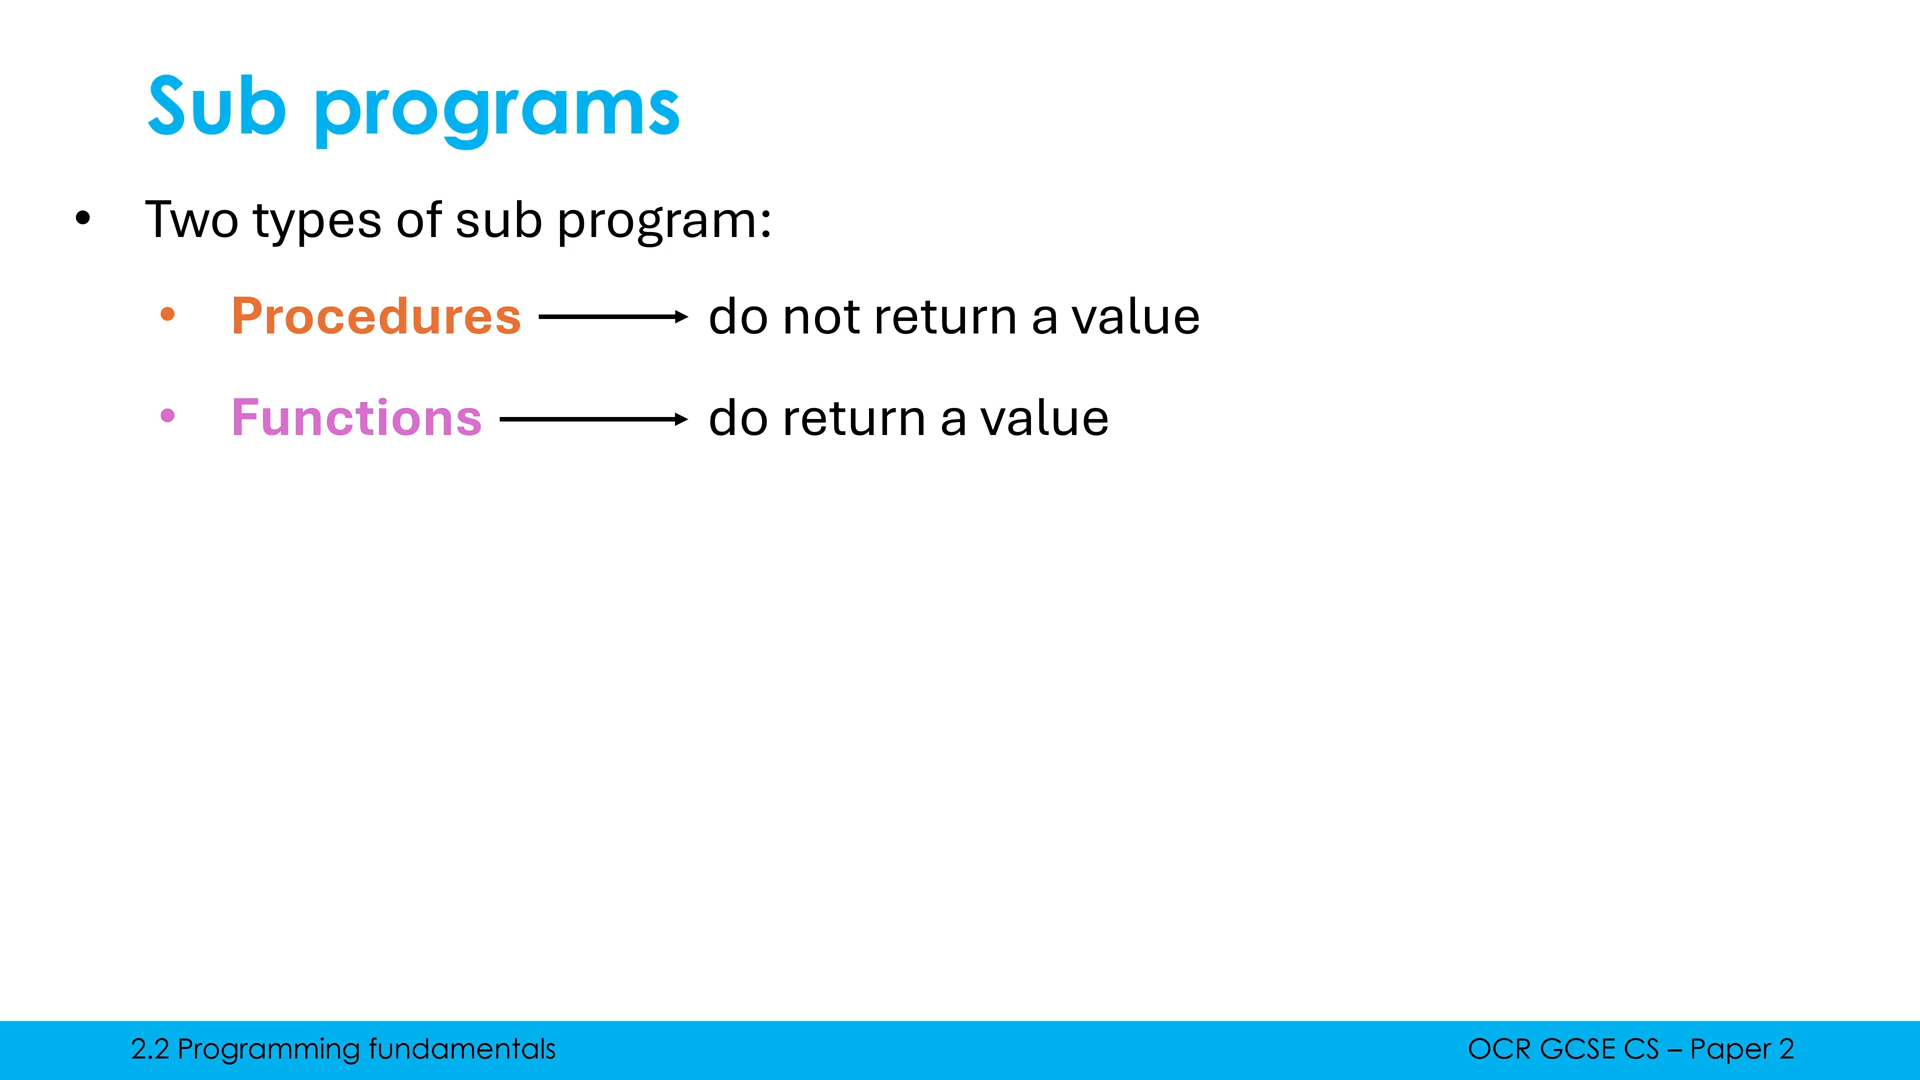 Sub programs
• Two types of sub program:
• Procedures do not return a value
• Functions do return a value
2.2 Programming fundamentals
OCR GCSE CS – Paper 2